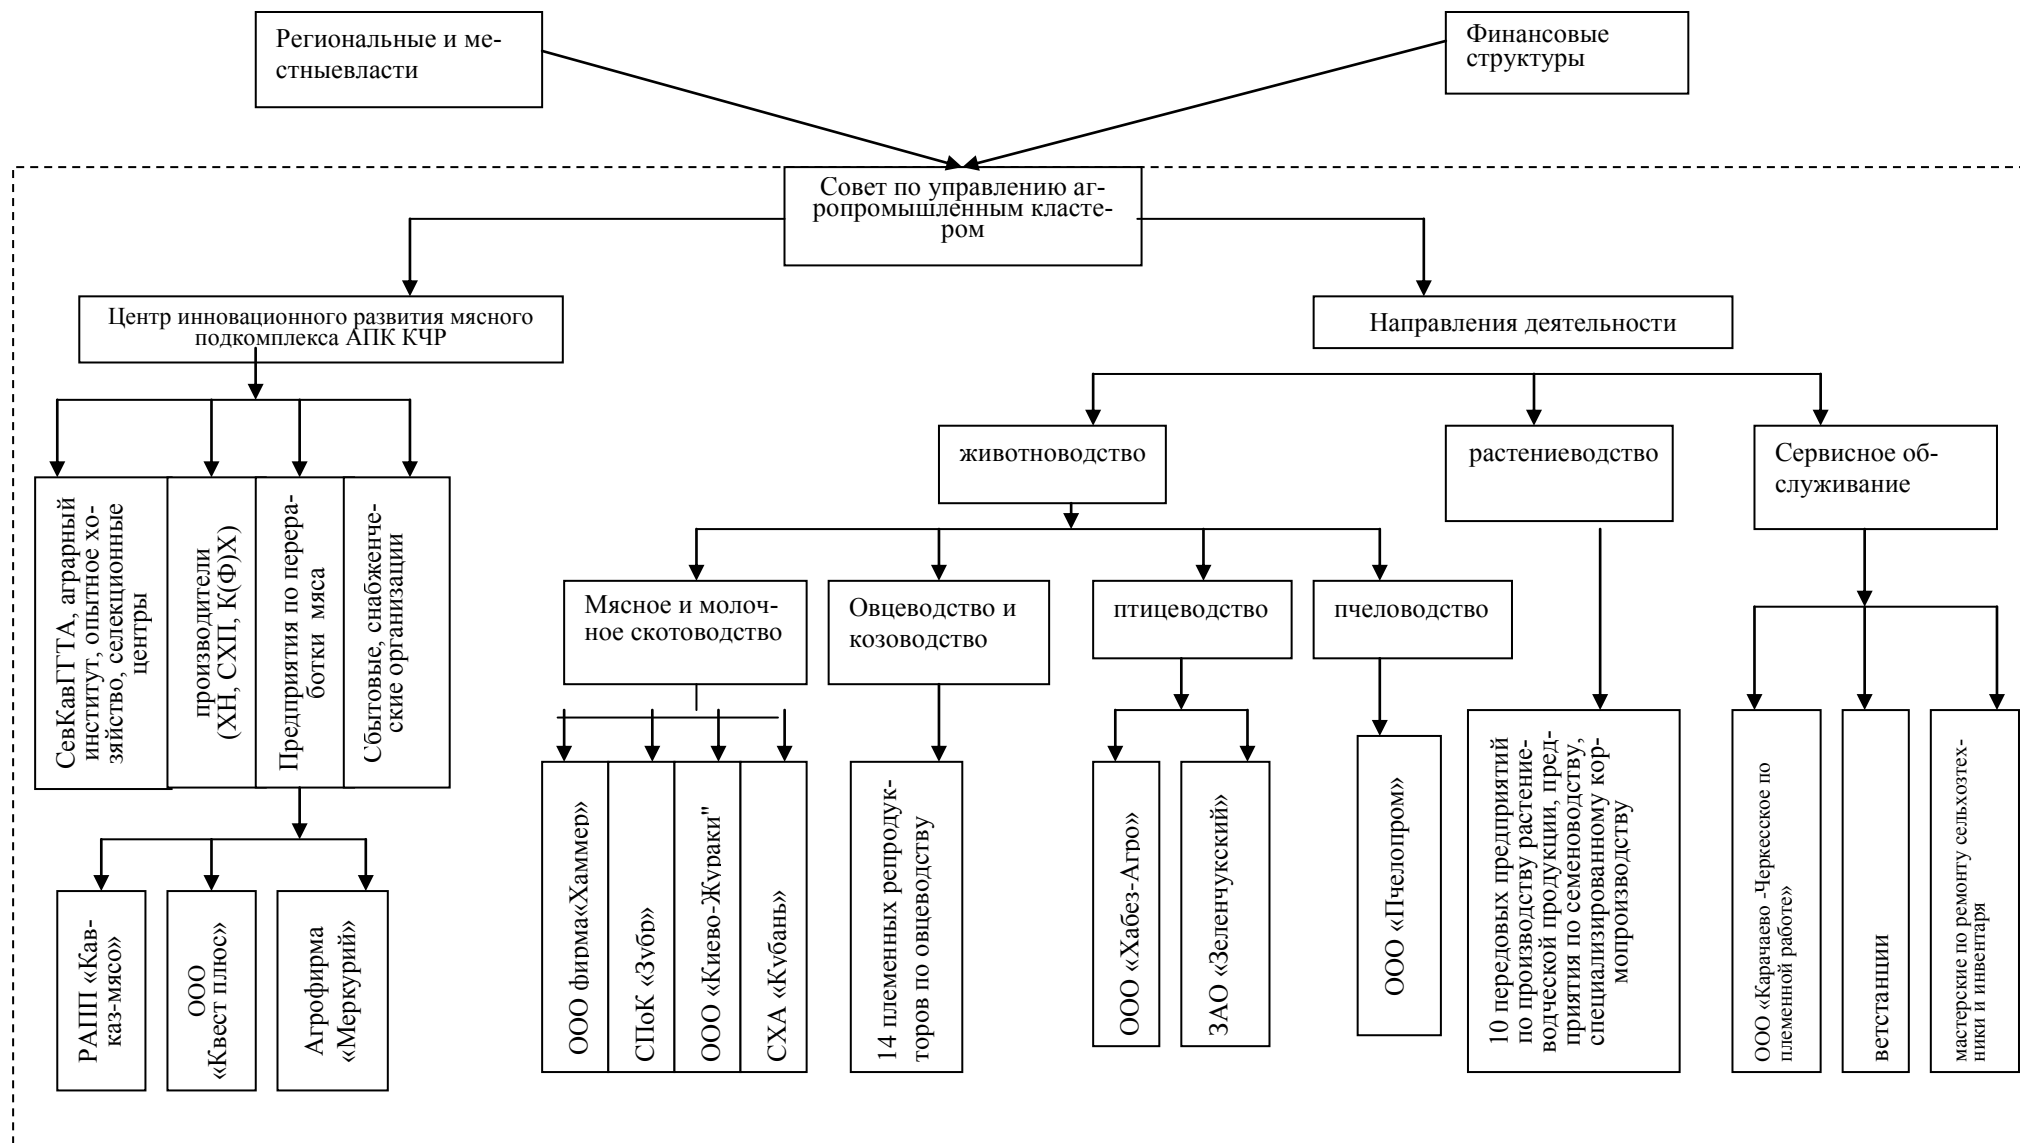 Региональные и ме-
стныевласти
Финансовые
структуры
Совет по управлению аг-
ропромышленным класте-
ром
Центр инновационного развития мясного
подкомплекса АПК КЧР
Направления деятельности
животноводство
растениеводство
Сервисное об-
служивание
СевКавГГТА, аграрный
институт, опытное хо-
зяйство, селекционные
центры
производители
(ХН, СХП, К(Ф)Х)
Предприятия по перера-
ботки мяса
Сбытовые, снабженче-
ские организации
Мясное и молоч-
ное скотоводство
Овцеводство и
козоводство
птицеводство
пчеловодство
РАПП «Кав-
каз-мясо»
ООО
«Квест плюс»
Агрофирма
«Меркурий»
ООО фирма«Хаммер»
СПоК «Зубр»
ООО «Киево-Жураки"
СХА «Кубань»
14 племенных репродук-
торов по овцеводству
ООО «Хабез-Агро»
ЗАО «Зеленчукский»
ООО «Пчелопром»
10 передовых предприятий
по производству растение-
водческой продукции, пред-
приятия по семеноводству,
специализированному кор-
мопроизводству
ООО «Карачаево -Черкесское по
племенной работе»
ветстанции
мастерские по ремонту сельхозтех-
ники и инвентаря